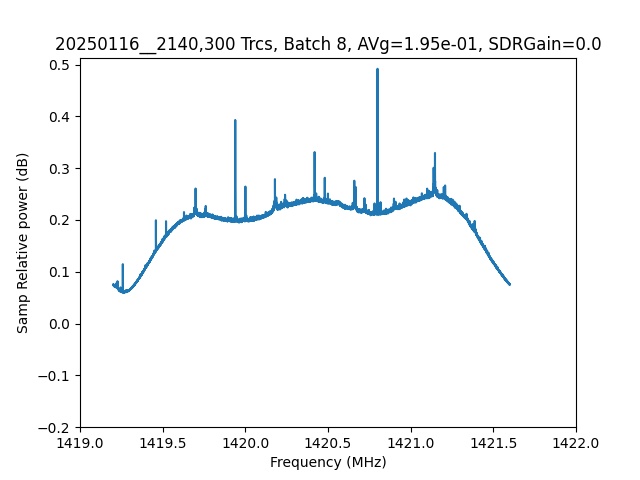 20250116__2140,300 Trcs, Batch 8, AVg=1.95e-01, SDRGain=0.0
0.5
0.4
0.3
0.2
0.1
0.0
−0.1
−0.2
Samp Relative power (dB)
1419.0 1419.5 1420.0 1420.5 1421.0 1421.5 1422.0
Frequency (MHz)